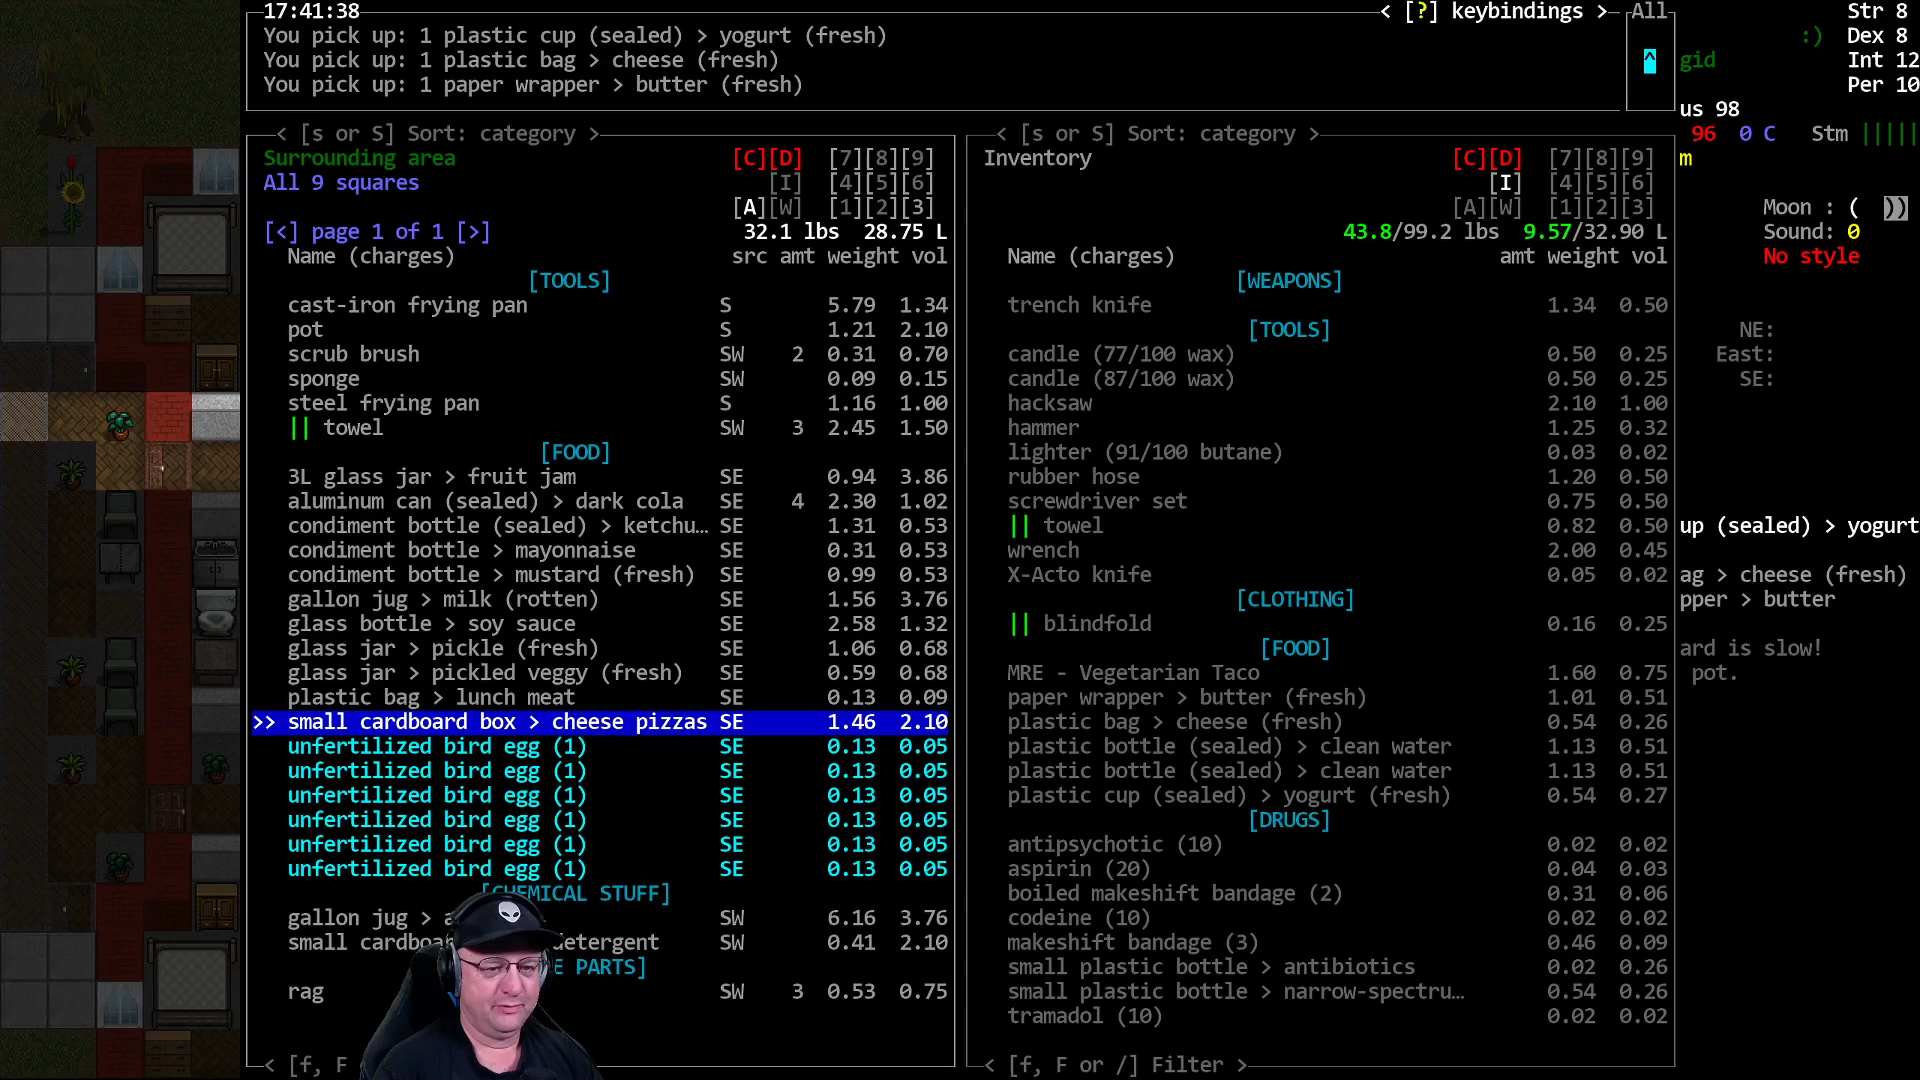 17:41:38
< [?] keybindings >
All
You pick up: 1 plastic cup (sealed) > yogurt (fresh)
You pick up: 1 plastic bag > cheese (fresh)
You pick up: 1 paper wrapper > butter (fresh)
^
Str 8
:) Dex 8
gid Int 12
Per 10
us 98
96 0 C Stm |||||
m
Moon : ( ))
Sound: 0
No style
NE:
East:
SE:
up (sealed) > yogurt
ag > cheese (fresh)
pper > butter
ard is slow!
pot.
< [s or S] Sort: category >
Surrounding area [C][D] [7][8][9]
All 9 squares [I] [4][5][6]
[A][W] [1][2][3]
[<] page 1 of 1 [>] 32.1 lbs 28.75 L
Name (charges) src amt weight vol
[TOOLS]
cast-iron frying pan S 5.79 1.34
pot S 1.21 2.10
scrub brush SW 2 0.31 0.70
sponge SW 0.09 0.15
steel frying pan S 1.16 1.00
|| towel SW 3 2.45 1.50
[FOOD]
3L glass jar > fruit jam SE 0.94 3.86
aluminum can (sealed) > dark cola SE 4 2.30 1.02
condiment bottle (sealed) > ketchu… SE 1.31 0.53
condiment bottle > mayonnaise SE 0.31 0.53
condiment bottle > mustard (fresh) SE 0.99 0.53
gallon jug > milk (rotten) SE 1.56 3.76
glass bottle > soy sauce SE 2.58 1.32
glass jar > pickle (fresh) SE 1.06 0.68
glass jar > pickled veggy (fresh) SE 0.59 0.68
plastic bag > lunch meat SE 0.13 0.09
>> small cardboard box > cheese pizzas SE 1.46 2.10
unfertilized bird egg (1) SE 0.13 0.05
unfertilized bird egg (1) SE 0.13 0.05
unfertilized bird egg (1) SE 0.13 0.05
unfertilized bird egg (1) SE 0.13 0.05
unfertilized bird egg (1) SE 0.13 0.05
unfertilized bird egg (1) SE 0.13 0.05
[CHEMICAL STUFF]
gallon jug > SW 6.16 3.76
small cardboa detergent SW 0.41 2.10
E PARTS]
rag SW 3 0.53 0.75
< [f, F
< [s or S] Sort: category >
Inventory [C][D] [7][8][9]
[I] [4][5][6]
[A][W] [1][2][3]
43.8/99.2 lbs 9.57/32.90 L
Name (charges) amt weight vol
[WEAPONS]
trench knife 1.34 0.50
[TOOLS]
candle (77/100 wax) 0.50 0.25
candle (87/100 wax) 0.50 0.25
hacksaw 2.10 1.00
hammer 1.25 0.32
lighter (91/100 butane) 0.03 0.02
rubber hose 1.20 0.50
screwdriver set 0.75 0.50
|| towel 0.82 0.50
wrench 2.00 0.45
X-Acto knife 0.05 0.02
[CLOTHING]
|| blindfold 0.16 0.25
[FOOD]
MRE - Vegetarian Taco 1.60 0.75
paper wrapper > butter (fresh) 1.01 0.51
plastic bag > cheese (fresh) 0.54 0.26
plastic bottle (sealed) > clean water 1.13 0.51
plastic bottle (sealed) > clean water 1.13 0.51
plastic cup (sealed) > yogurt (fresh) 0.54 0.27
[DRUGS]
antipsychotic (10) 0.02 0.02
aspirin (20) 0.04 0.03
boiled makeshift bandage (2) 0.31 0.06
codeine (10) 0.02 0.02
makeshift bandage (3) 0.46 0.09
small plastic bottle > antibiotics 0.02 0.26
small plastic bottle > narrow-spectru… 0.54 0.26
tramadol (10) 0.02 0.02
< [f, F or /] Filter >